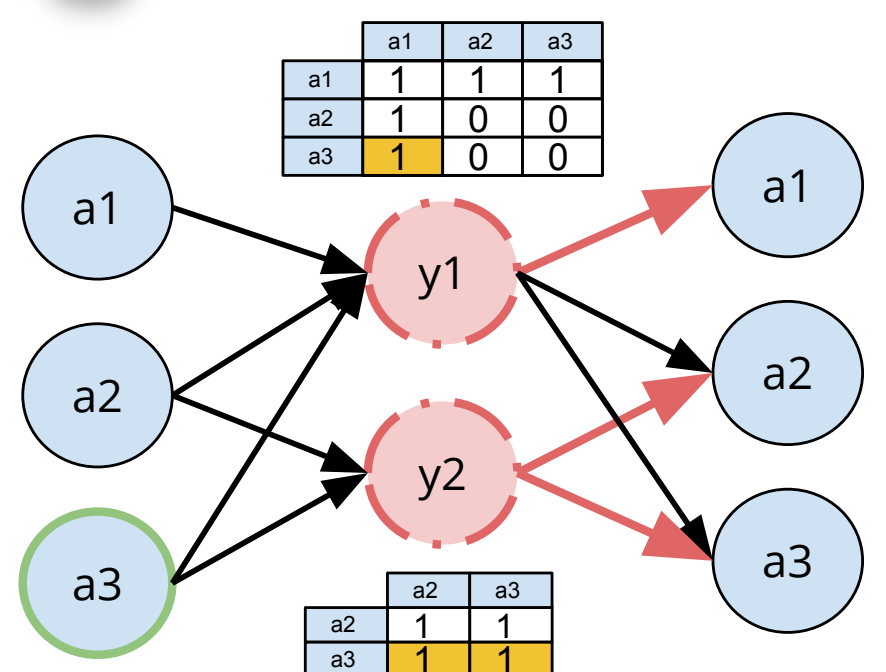 a1 a2 a3
a1 1 1 1
a2 1 0 0
a3 1 0 0
a1
a2
a3
y1
y2
a1
a2
a3
a2 a3
a2 1 1
a3 1 1